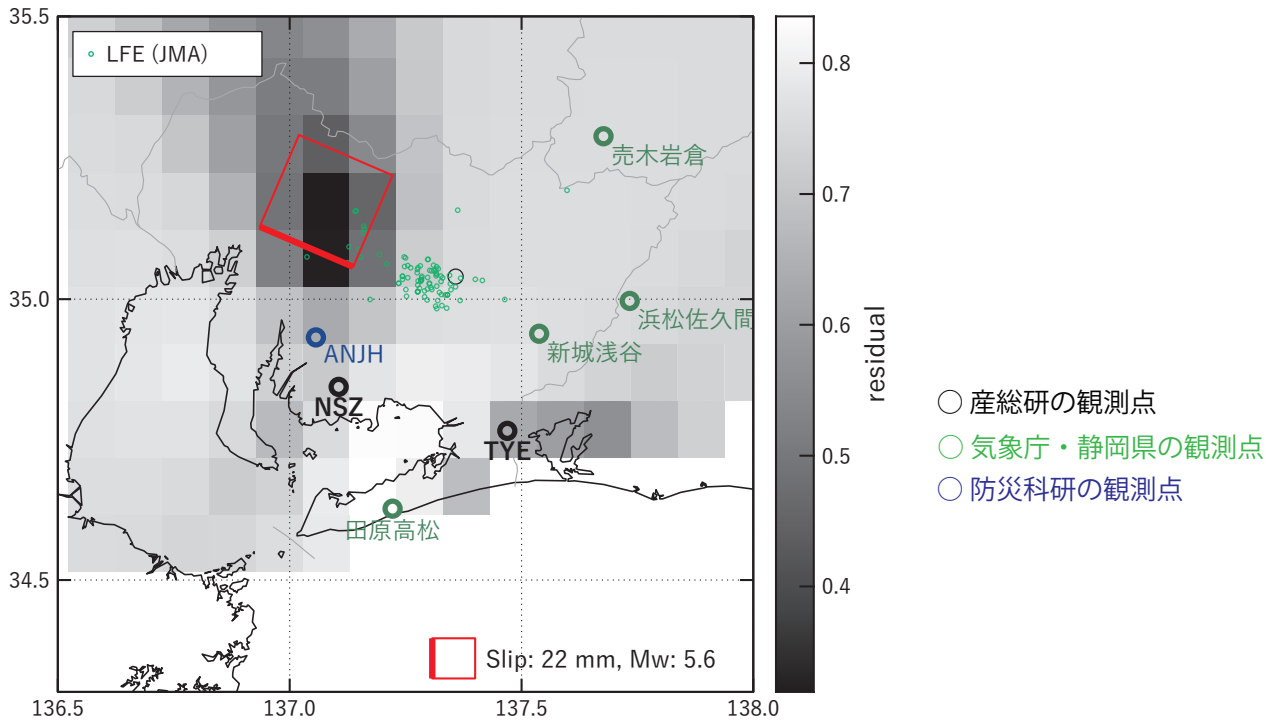 35.5
LFE (JMA)
0.8
売木岩倉
0.7
35.0
浜松佐久間
新城浅谷
ANJH
0.6
residual
NSZ
TYE
0.5
田原高松
34.5
0.4
Slip: 22 mm, Mw: 5.6
136.5
137.0
137.5
138.0
産総研の観測点
気象庁・静岡県の観測点
防災科研の観測点